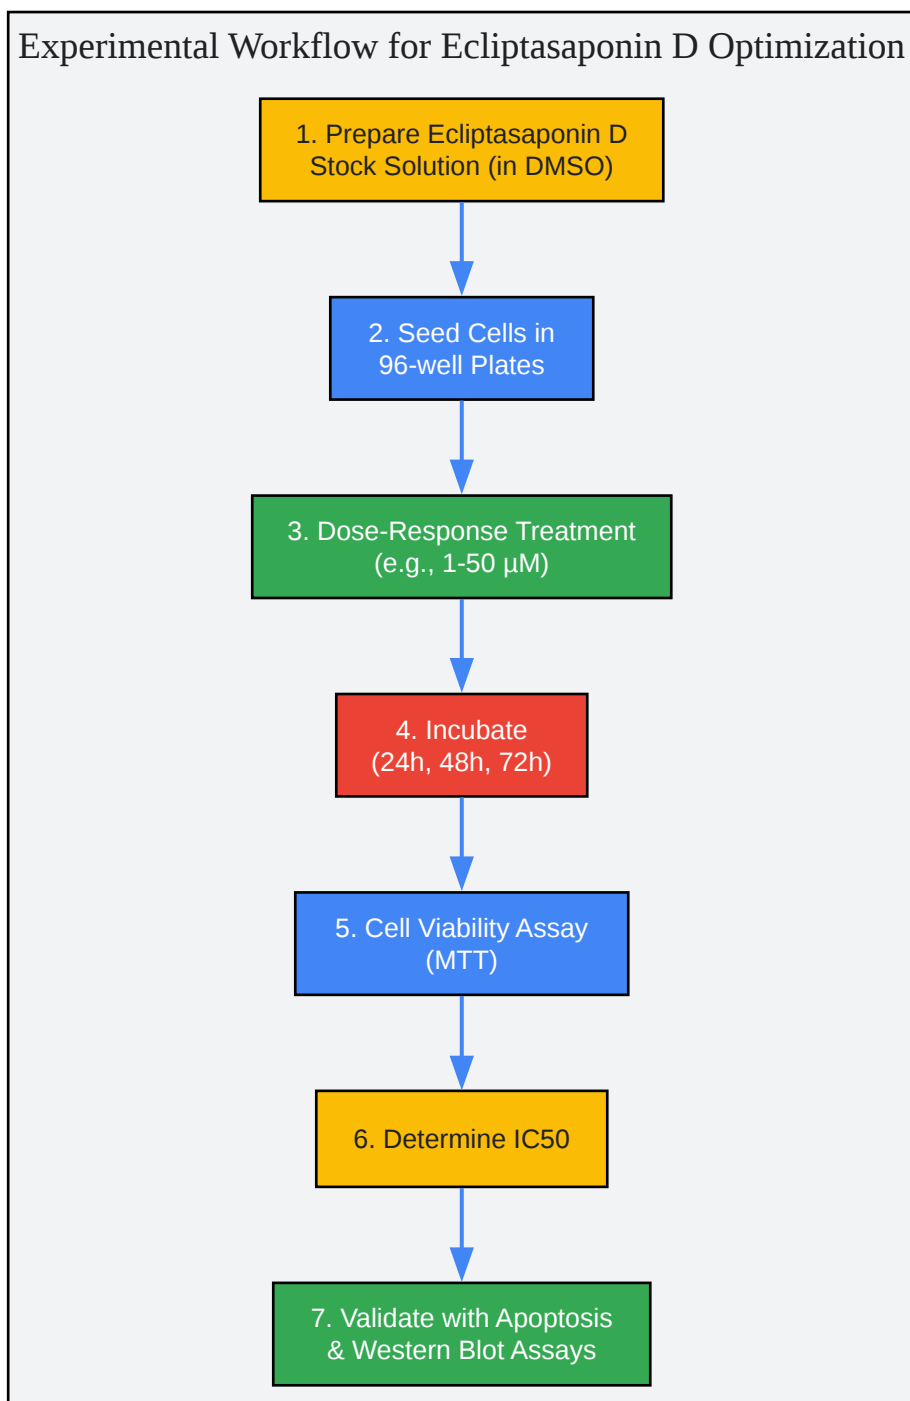 Experimental Workflow for Ecliptasaponin D Optimization
1. Prepare Ecliptasaponin D
Stock Solution (in DMSO)
2. Seed Cells in
96-well Plates
3. Dose-Response Treatment
(e.g., 1-50 µM)
4. Incubate
(24h, 48h, 72h)
5. Cell Viability Assay
(MTT)
6. Determine IC50
7. Validate with Apoptosis
& Western Blot Assays